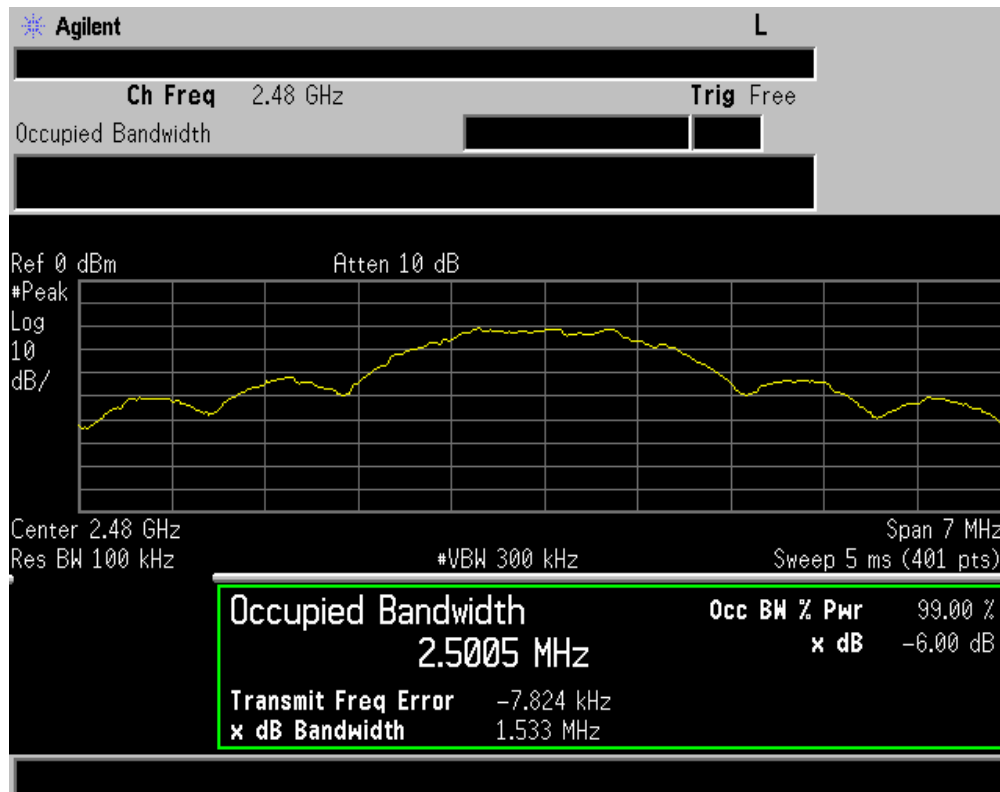 Agilent L
Ch Freq 2.48 GHz Trig Free
Occupied Bandwidth
Ref 0 dBm Atten 10 dB
#Peak
Log
10
dB/
Center 2.48 GHz Span 7 MHz
Res BW 100 kHz #VBW 300 kHz Sweep 5 ms (401 pts)
Occupied Bandwidth Occ BW % Pwr 99.00 %
2.5005 MHz x dB -6.00 dB
Transmit Freq Error -7.824 kHz
x dB Bandwidth 1.533 MHz